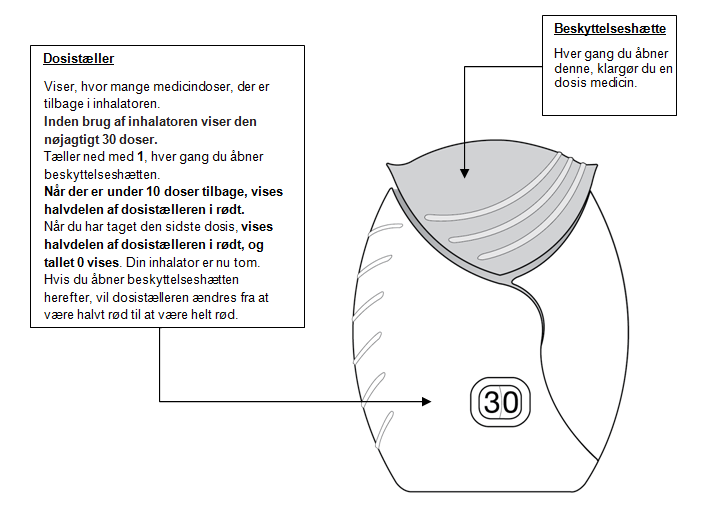 Dosistæller
Viser, hvor mange medicindoser, der er
tilbage i inhalatoren.
Inden brug af inhalatoren viser den
nøjagtigt 30 doser.
Tæller ned med 1, hver gang du åbner
beskyttelseshætten.
Når der er under 10 doser tilbage, vises
halvdelen af dosistælleren i rødt.
Når du har taget den sidste dosis, vises
halvdelen af dosistælleren i rødt, og
tallet 0 vises. Din inhalator er nu tom.
Hvis du åbner beskyttelseshætten
herefter, vil dosistælleren ændres fra at
være halvt rød til at være helt rød.
Beskyttelseshætte
Hver gang du åbner
denne, klargør du en
dosis medicin.
30